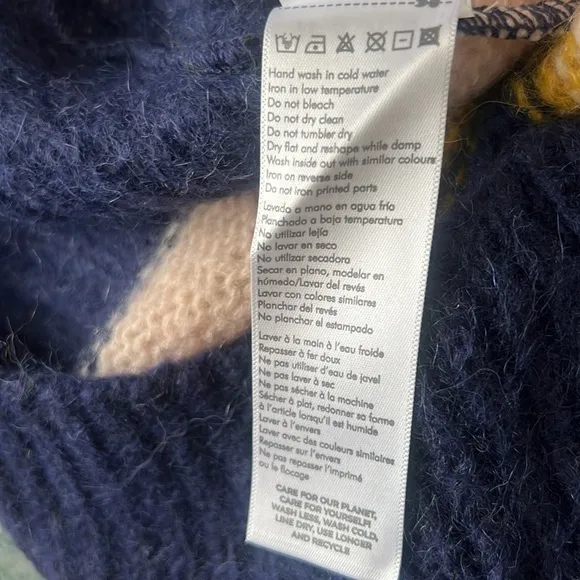 Hand wash in cold water
Iron in low temperature
Do not bleach
Do not dry clean
Do not tumbler dry
Dry flat and reshape while damp
Wash inside out with similar colours
Iron on reverse side
Do not iron printed parts
Lavado a mano en agua fría
Planchado a baja temperatura
No utilizar lejía
No lavar en seco
No utilizar secadora
Secar en plano, modelar en
húmedo/Lavar del revés
Lavar con colores similares
Planchar del revés
No planchar el estampado
Laver à la main à l'eau froide
Repasser à fer doux
Ne pas utiliser d'eau de javel
Ne pas laver à sec
Ne pas sécher à la machine
Sécher à plat, redonner sa forme
à l'article lorsqu'il est humide
Laver à l'envers
Laver avec des couleurs similaires
Repasser sur l'envers
Ne pas repasser l'imprimé
ou le flocage
CARE FOR OUR PLANET,
CARE FOR YOURSELF!
WASH LESS, WASH COLD,
LINE DRY, USE LONGER
AND RECYCLE!